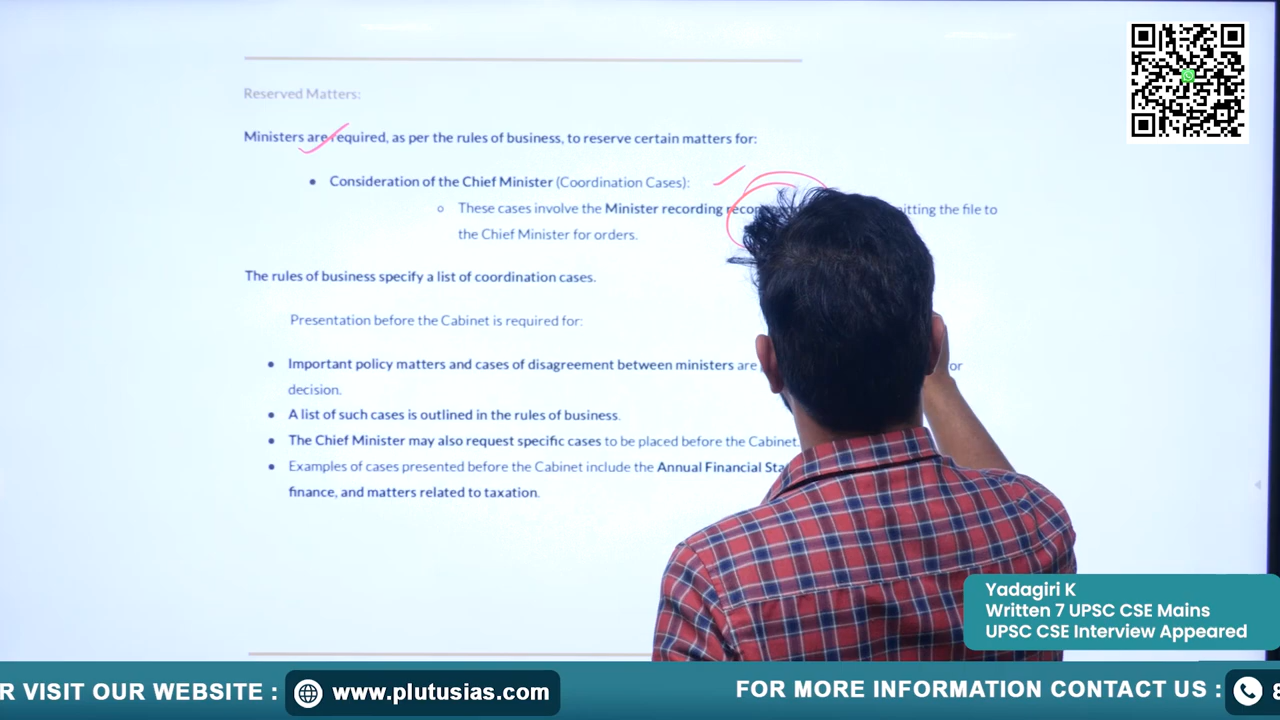 Reserved Matters:
Ministers are required, as per the rules of business, to reserve certain matters for:
• Consideration of the Chief Minister (Coordination Cases):
o These cases involve the Minister recording file to
the Chief Minister for orders.
The rules of business specify a list of coordination cases.
Presentation before the Cabinet is required for:
• Important policy matters and cases of disagreement between ministers are
decision.
• A list of such cases is outlined in the rules of business.
• The Chief Minister may also request specific cases to be placed before the Cabinet.
• Examples of cases presented before the Cabinet include the Annual Financial
finance, and matters related to taxation.
Yadagiri K
Written 7 UPSC CSE Mains
UPSC CSE Interview Appeared
R VISIT OUR WEBSITE : www.plutusias.com FOR MORE INFORMATION CONTACT US : 8